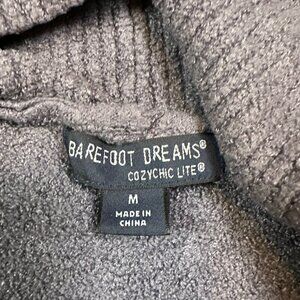 BAREFOOT DREAMS®
COZYCHIC LITE®
M
MADE IN
CHINA